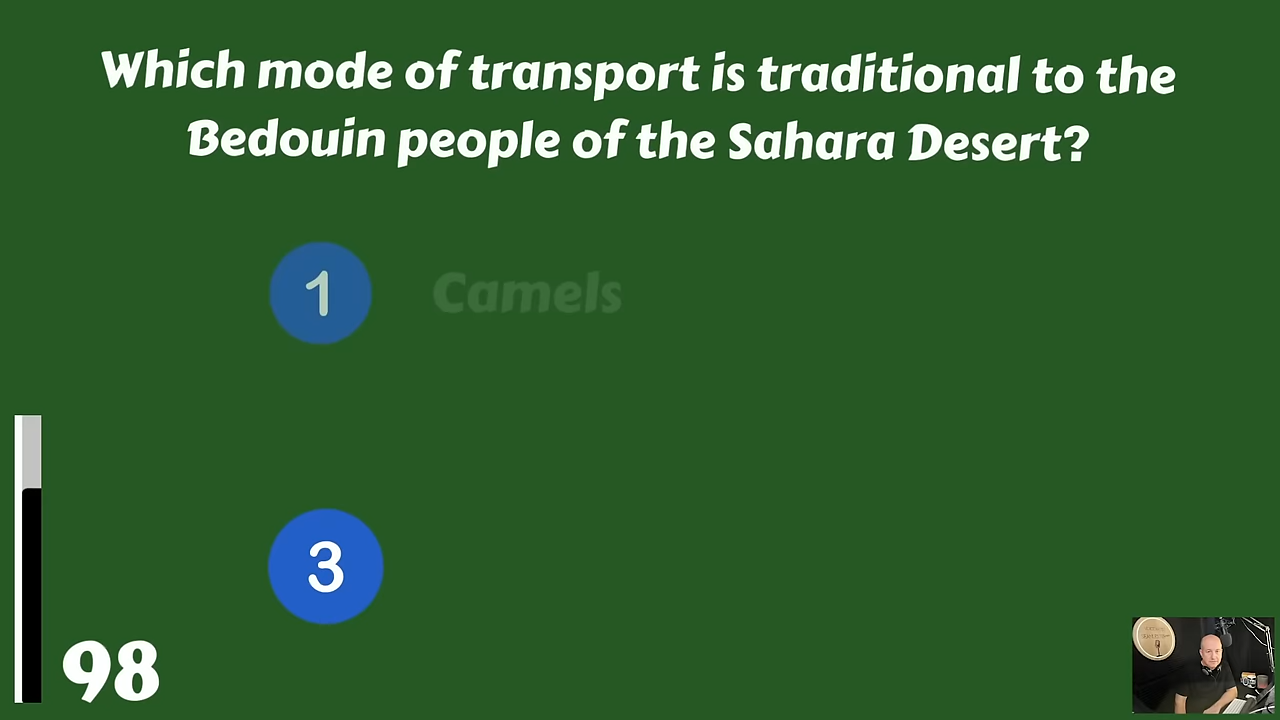 Which mode of transport is traditional to the
Bedouin people of the Sahara Desert?
1 Camels
3
98